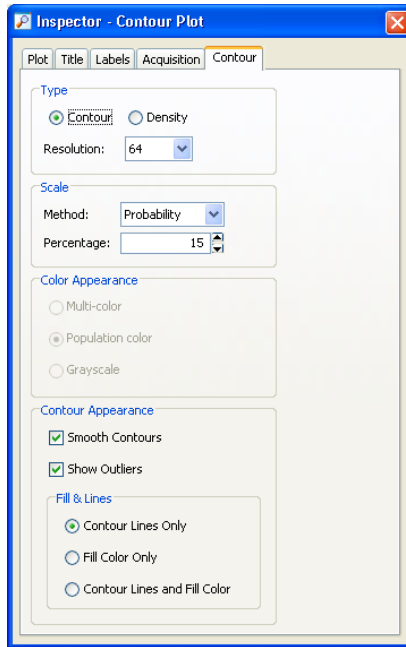 Inspector - Contour Plot
Plot Title Labels Acquisition Contour
Type
Contour Density
Resolution: 64
Scale
Method: Probability
Percentage: 15
Color Appearance
Multi-color
Population color
Grayscale
Contour Appearance
Smooth Contours
Show Outliers
Fill & Lines
Contour Lines Only
Fill Color Only
Contour Lines and Fill Color